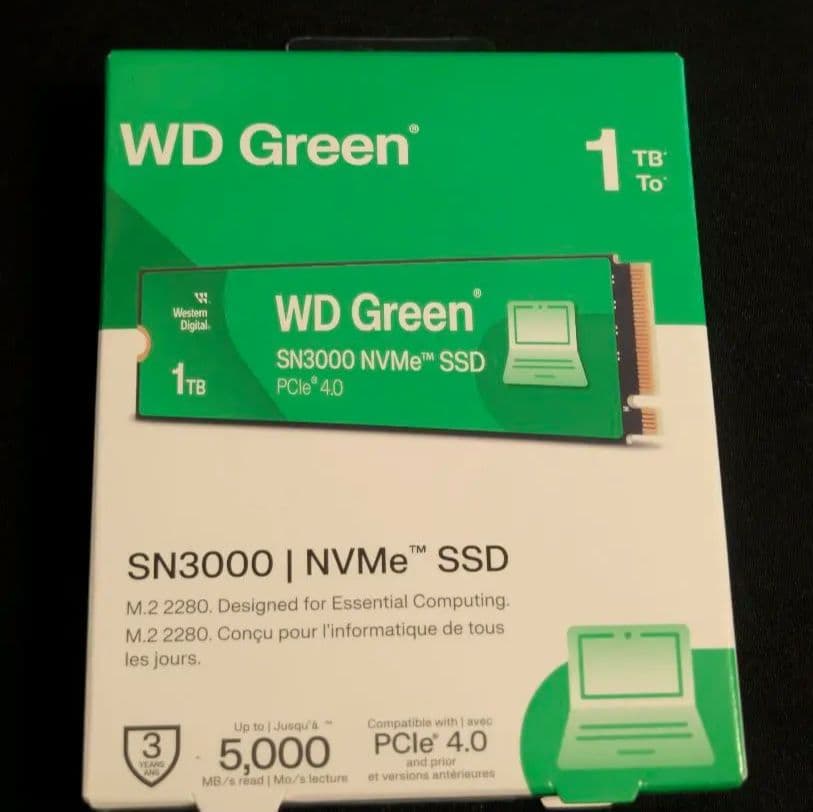 WD Green®
1 TB*
To*
Western
Digital.
1TB
WD Green®
SN3000 NVMe™ SSD
PCIe® 4.0
SN3000 | NVMe™ SSD
M.2 2280. Designed for Essential Computing.
M.2 2280. Conçu pour l'informatique de tous
les jours.
3
YEARS
ANS
Up to | Jusqu'à
5,000
MB/s read | Mo/s lecture
Compatible with | avec
PCIe® 4.0
and prior
et versions antérieures